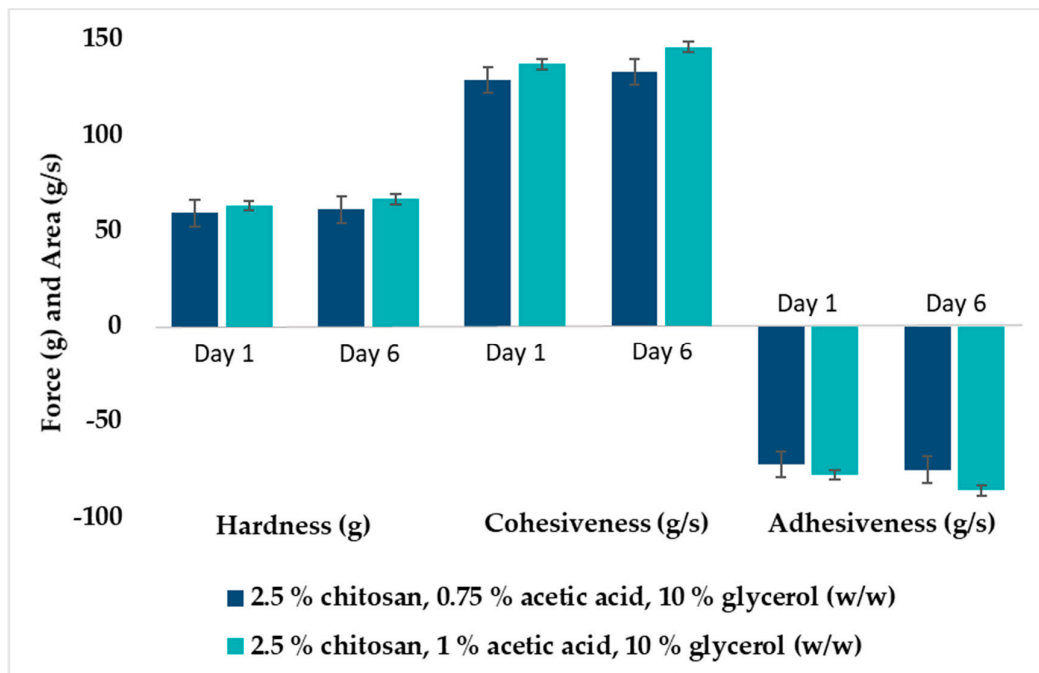 150
100
50
0
-50
-100
Force (g) and Area (g/s)
Day 1
Day 6
Day 1
Day 6
Day 1
Day 6
Hardness (g)
Cohesiveness (g/s)
Adhesiveness (g/s)
2.5 % chitosan, 0.75 % acetic acid, 10 % glycerol (w/w)
2.5 % chitosan, 1 % acetic acid, 10 % glycerol (w/w)